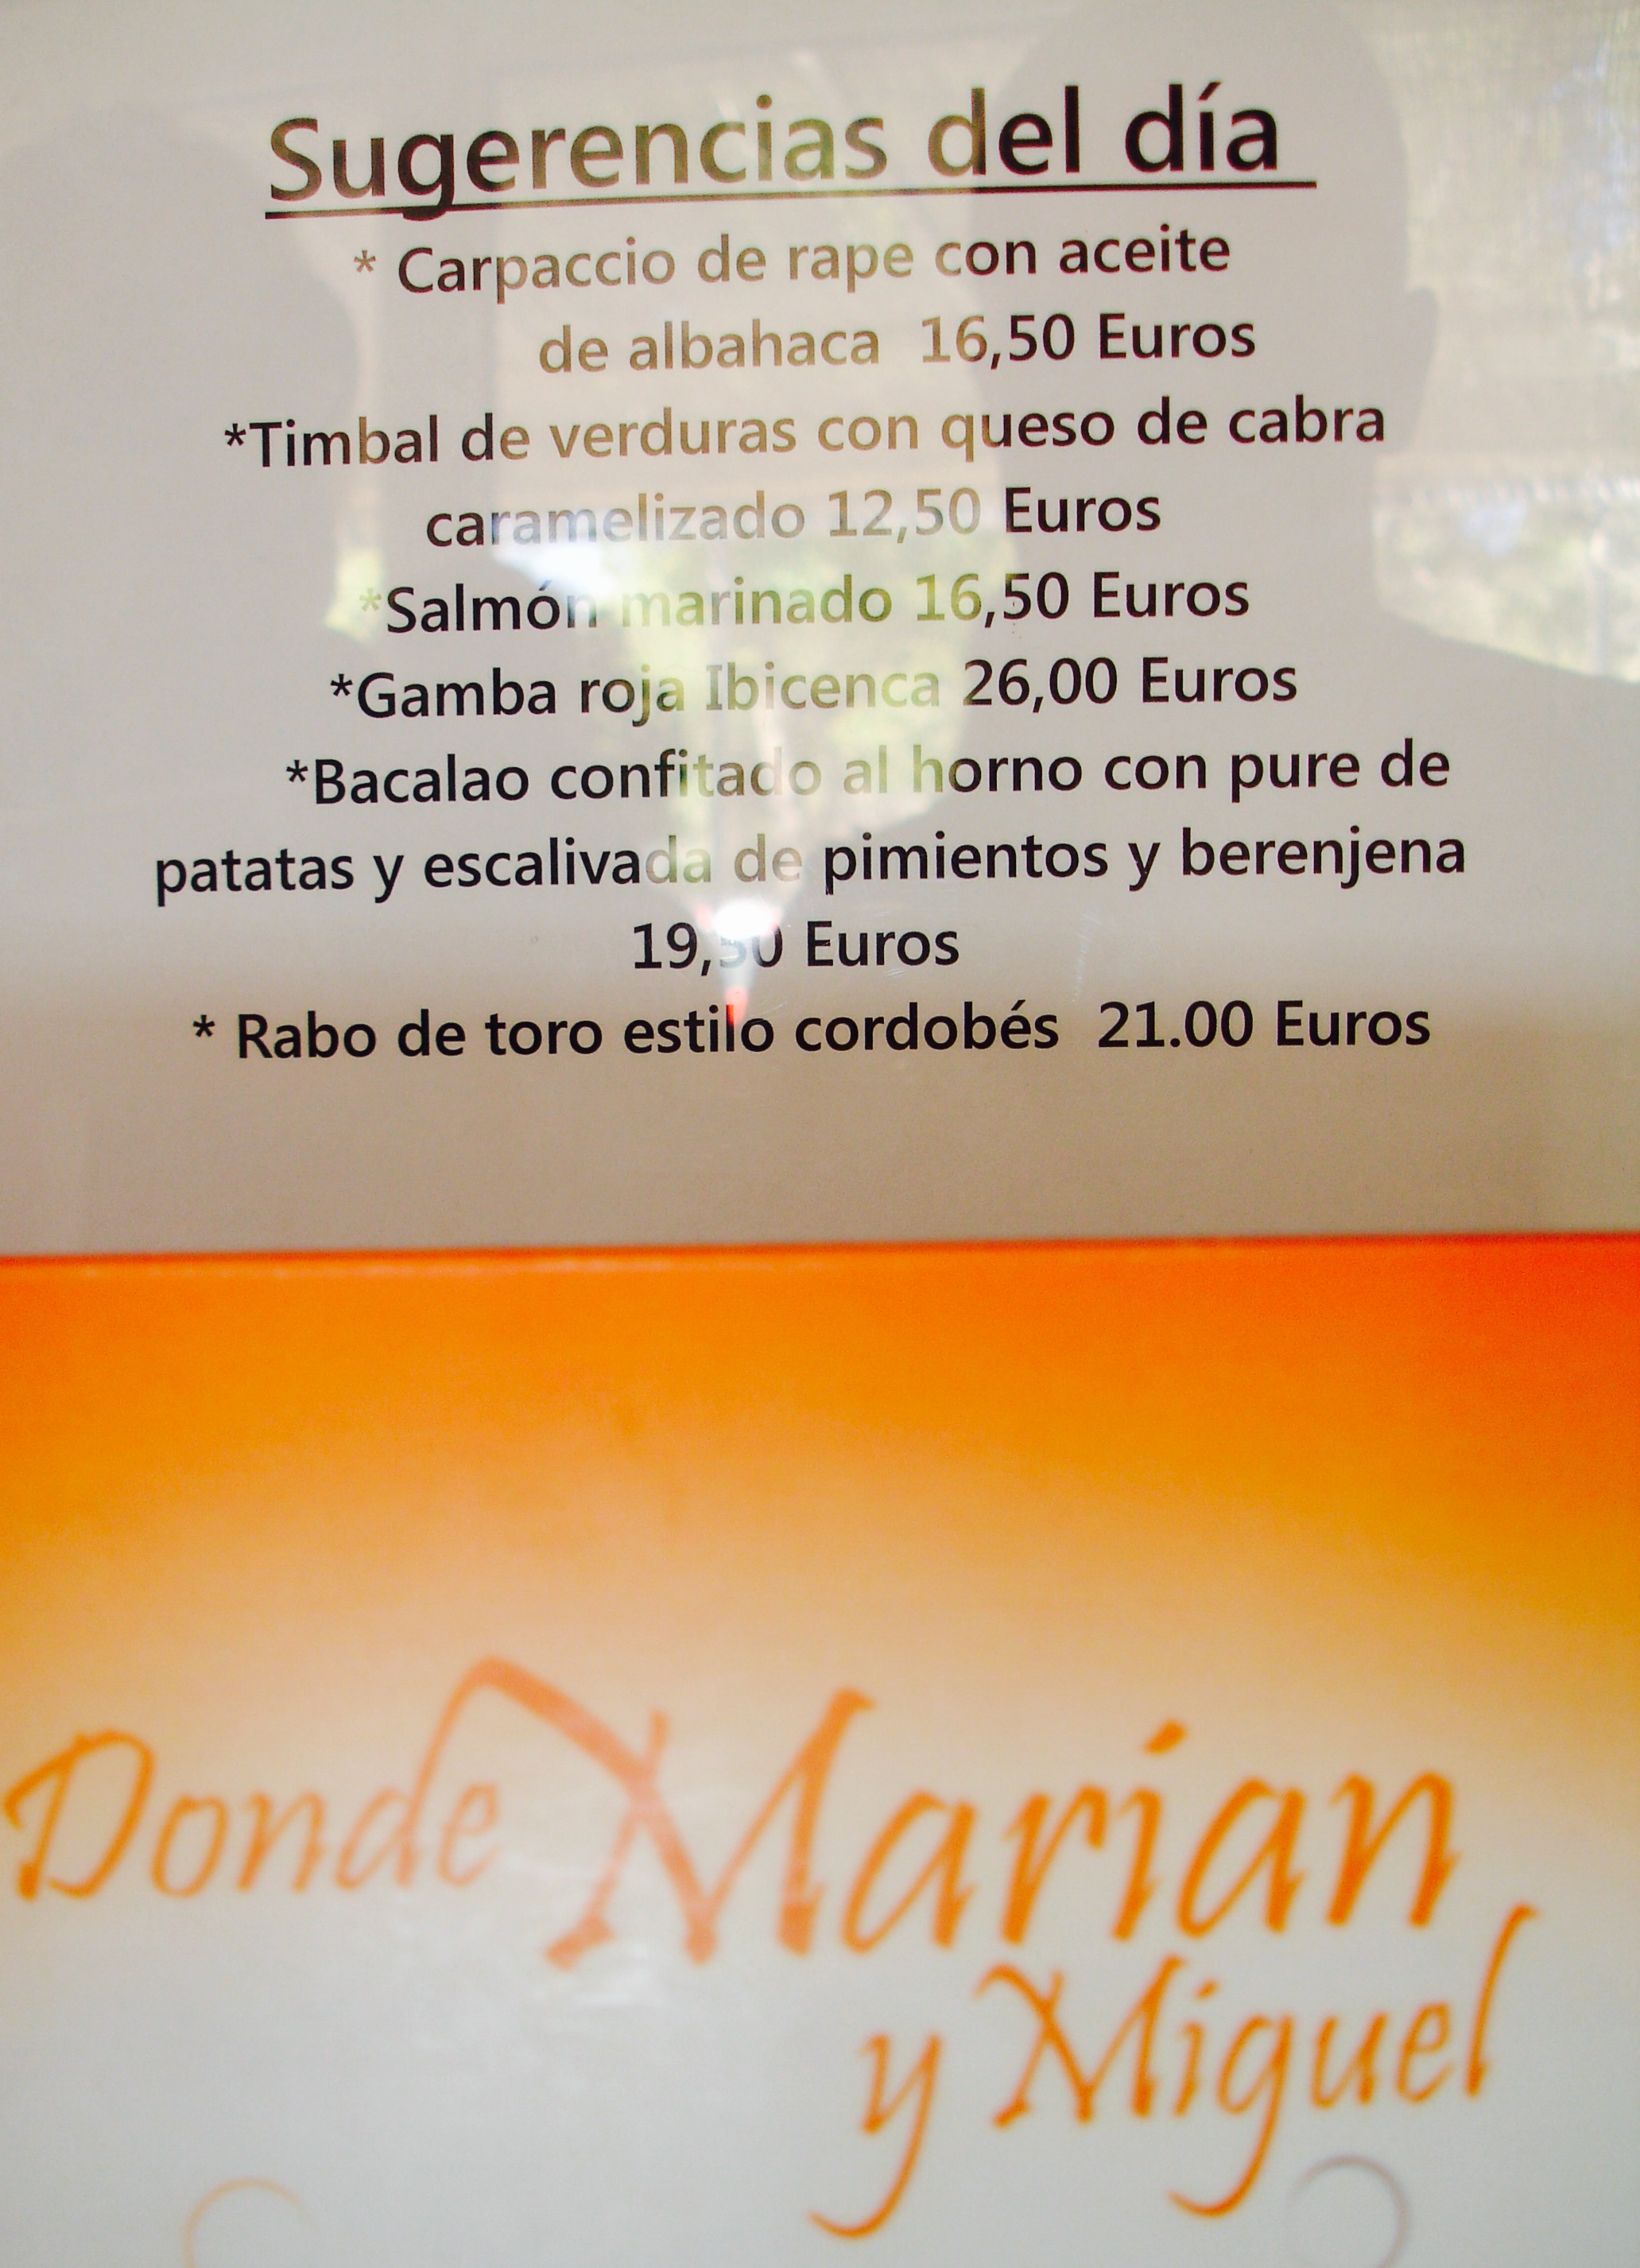 Sugerencias del día
* Carpaccio de rape con aceite
de albahaca 16,50 Euros
*Timbal de verduras con queso de cabra
caramelizado 12,50 Euros
*Salmón marinado 16,50 Euros
*Gamba roja Ibicenca 26,00 Euros
*Bacalao confitado al horno con pure de
patatas y escalivada de pimientos y berenjena
19,50 Euros
* Rabo de toro estilo cordobés 21.00 Euros
Donde Marian
y Miguel